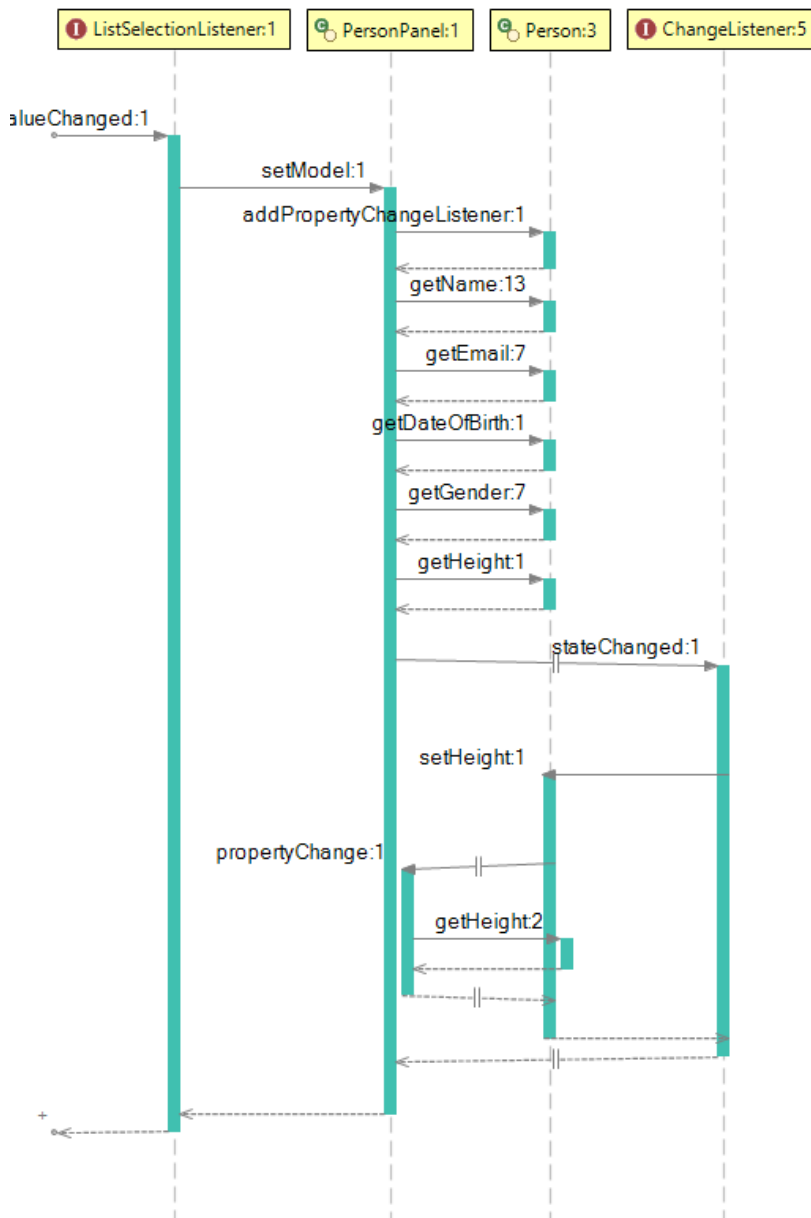 ListSelectionListener:1
PersonPanel:1
Person:3
ChangeListener:5
alueChanged:1
setModel:1
addPropertyChangeListener:1
getName:13
getEmail:7
getDateOfBirth:1
getGender:7
getHeight:1
stateChanged:1
setHeight:1
propertyChange:1
getHeight:2
+